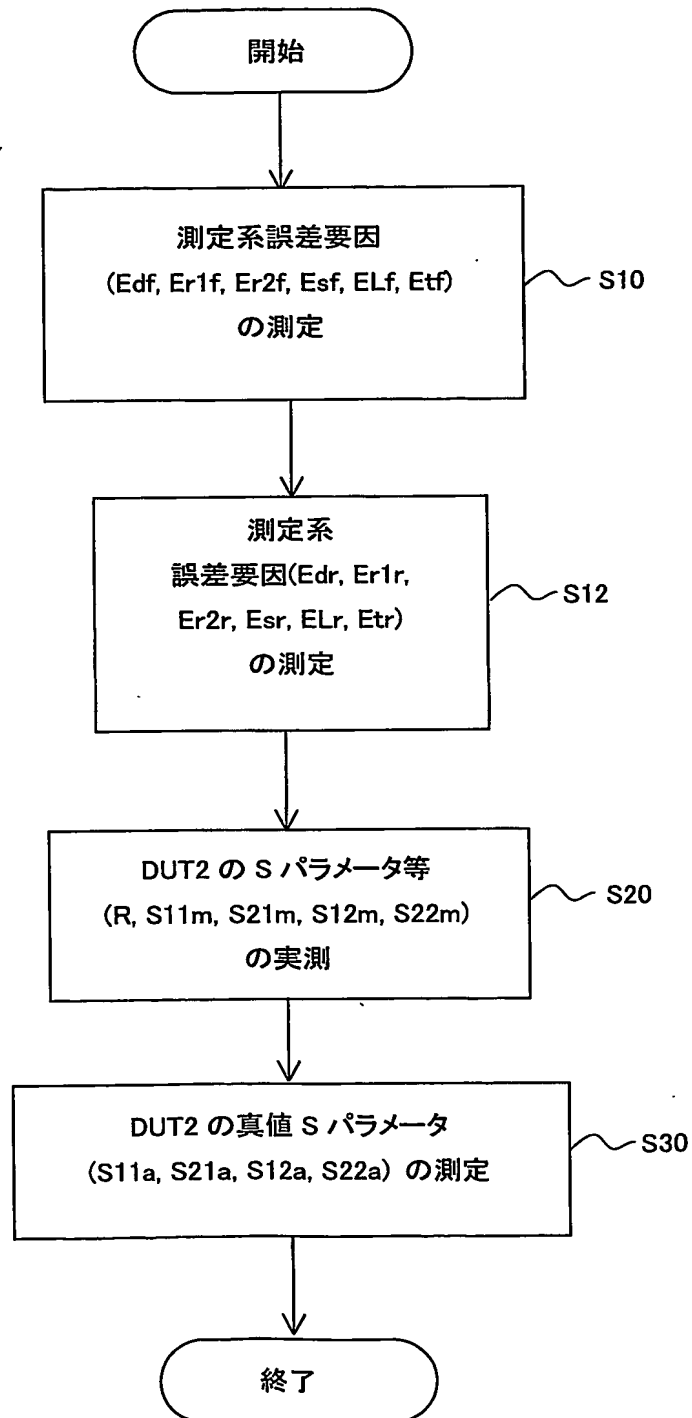 開始
測定系誤差要因
(Edf, Er1f, Er2f, Esf, ELf, Etf)
の測定
S10
測定系
誤差要因(Edr, Er1r,
Er2r, Esr, ELr, Etr)
の測定
S12
DUT2 の S パラメータ等
(R, S11m, S21m, S12m, S22m)
の実測
S20
DUT2 の真値 S パラメータ
(S11a, S21a, S12a, S22a) の測定
S30
終了